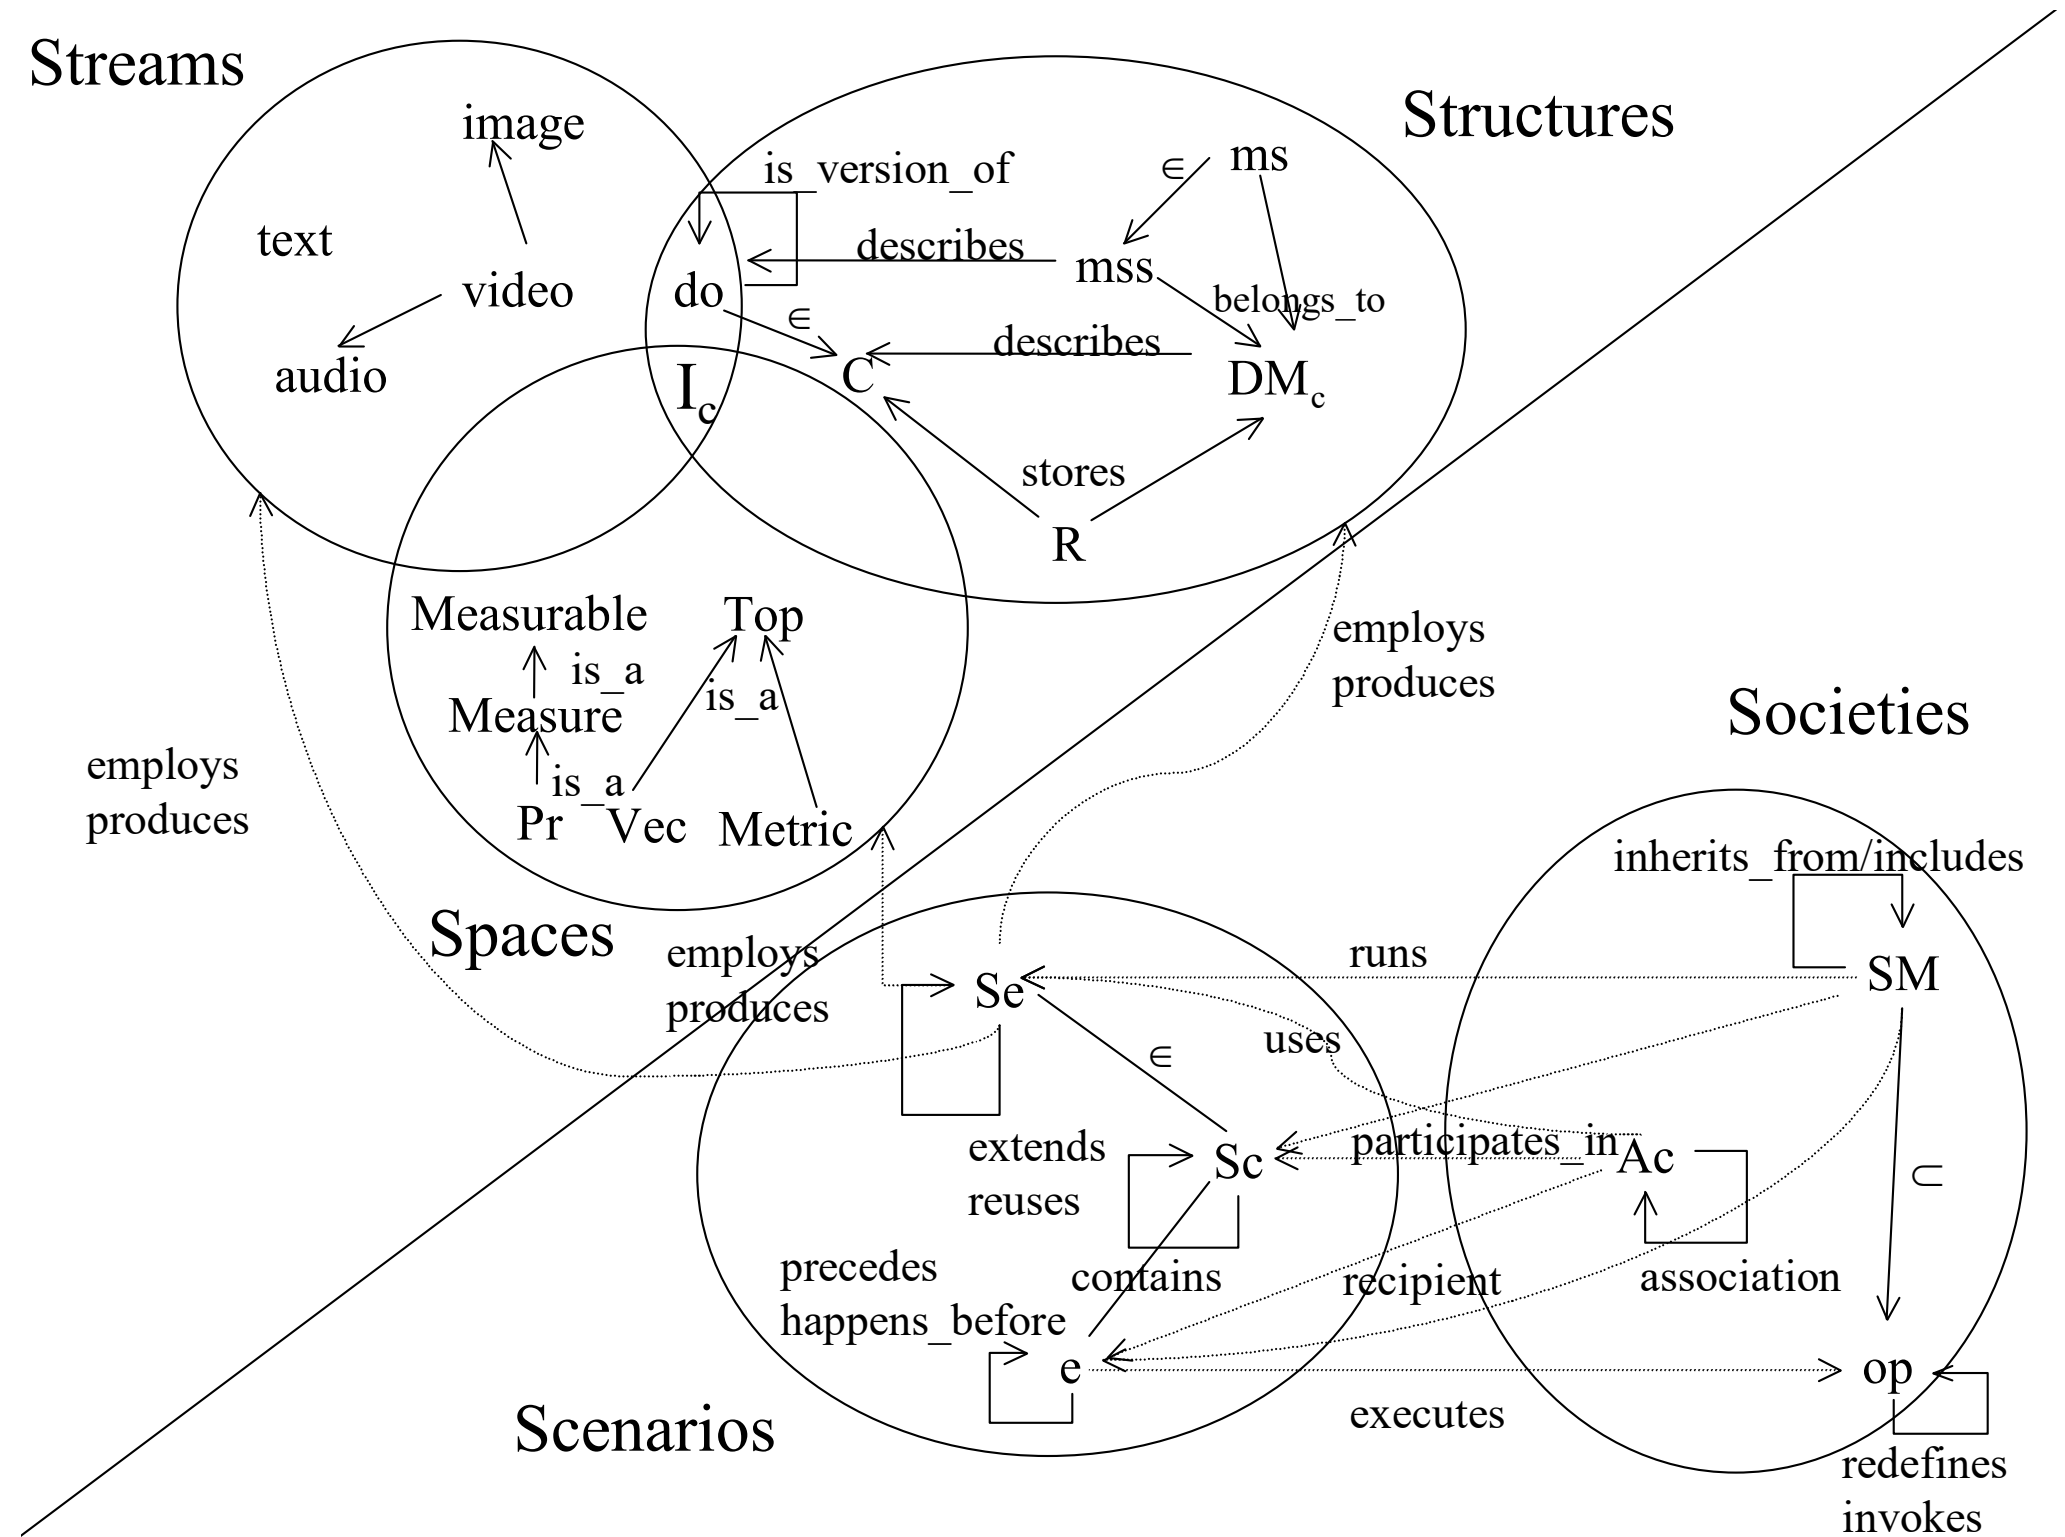 Streams
image
text
video
audio
Structures
is_version_of
∈
ms
describes
mss
do
∈
belongs_to
describes
C
DMc
Ic
stores
R
Measurable
Top
is_a
is_a
Measure
is_a
Pr
Vec
Metric
Spaces
employs
produces
employs
produces
employs
produces
Societies
inherits_from/includes
runs
SM
Se
uses
∈
extends
reuses
Sc
participates_in
Ac
⊂
contains
recipient
association
precedes
happens_before
e
op
executes
Scenarios
redefines
invokes